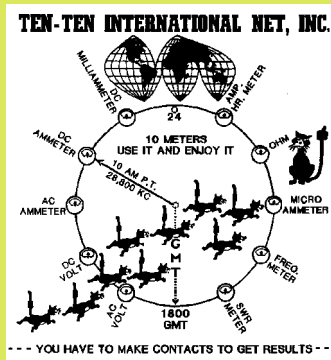 TEN-TEN INTERNATIONAL NET, INC.
DC
MILLIAMMETER
AMP.
HR. METER
24
10 METERS
USE IT AND ENJOY IT
DC
AMMETER
OHM
10 AM P.T.
28,800 KC
AC
AMMETER
MICRO
AMMETER
GMT
DC
VOLT
FREQ.
METER
AC
VOLT
SWR
METER
1800
GMT
--- YOU HAVE TO MAKE CONTACTS TO GET RESULTS ---